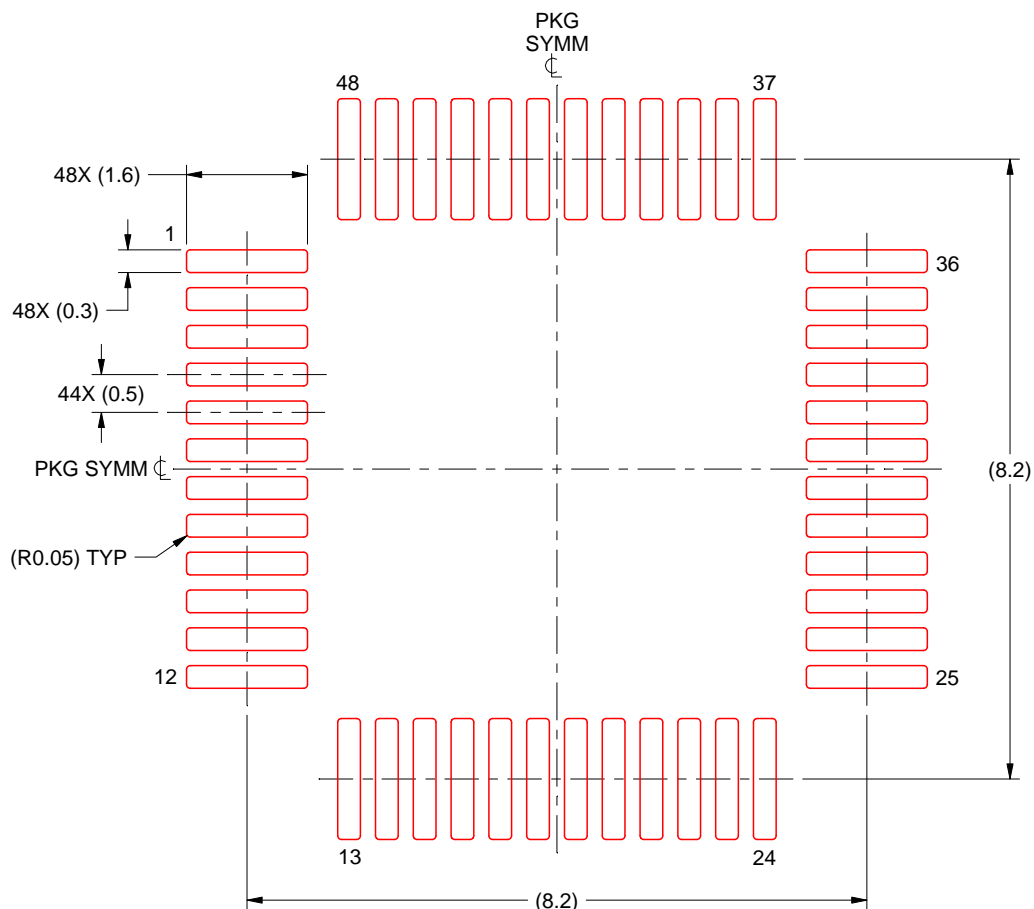 PKG
SYMM
℄
48
37
48X (1.6)
1
36
48X (0.3)
44X (0.5)
PKG SYMM ℄
(8.2)
(R0.05) TYP
12
25
13
24
(8.2)